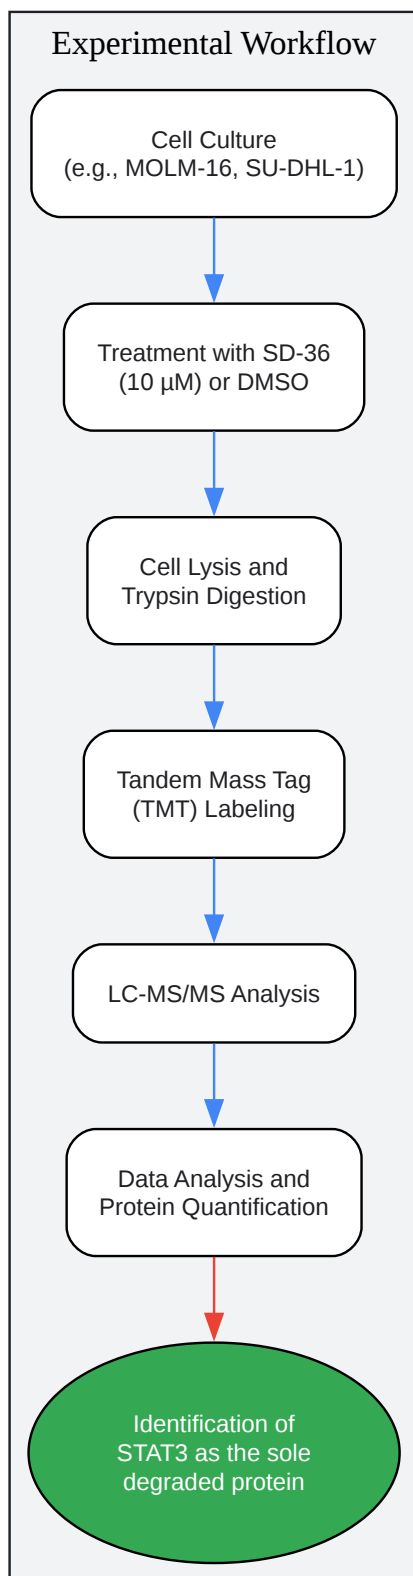 Experimental Workflow
Cell Culture
(e.g., MOLM-16, SU-DHL-1)
Treatment with SD-36
(10 µM) or DMSO
Cell Lysis and
Trypsin Digestion
Tandem Mass Tag
(TMT) Labeling
LC-MS/MS Analysis
Data Analysis and
Protein Quantification
Identification of
STAT3 as the sole
degraded protein